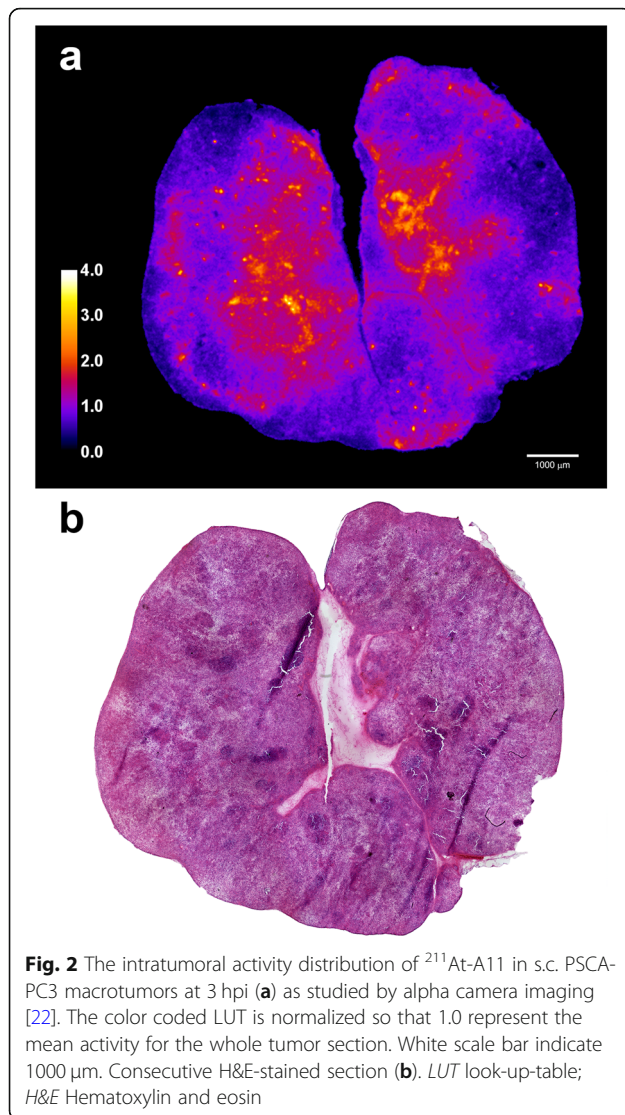 a
4.0
3.0
2.0
1.0
0.0
1000 µm
b
Fig. 2 The intratumoral activity distribution of ²¹¹At-A11 in s.c. PSCA-
PC3 macrotumors at 3 hpi (a) as studied by alpha camera imaging
[22]. The color coded LUT is normalized so that 1.0 represent the
mean activity for the whole tumor section. White scale bar indicate
1000 µm. Consecutive H&E-stained section (b). LUT look-up-table;
H&E Hematoxylin and eosin